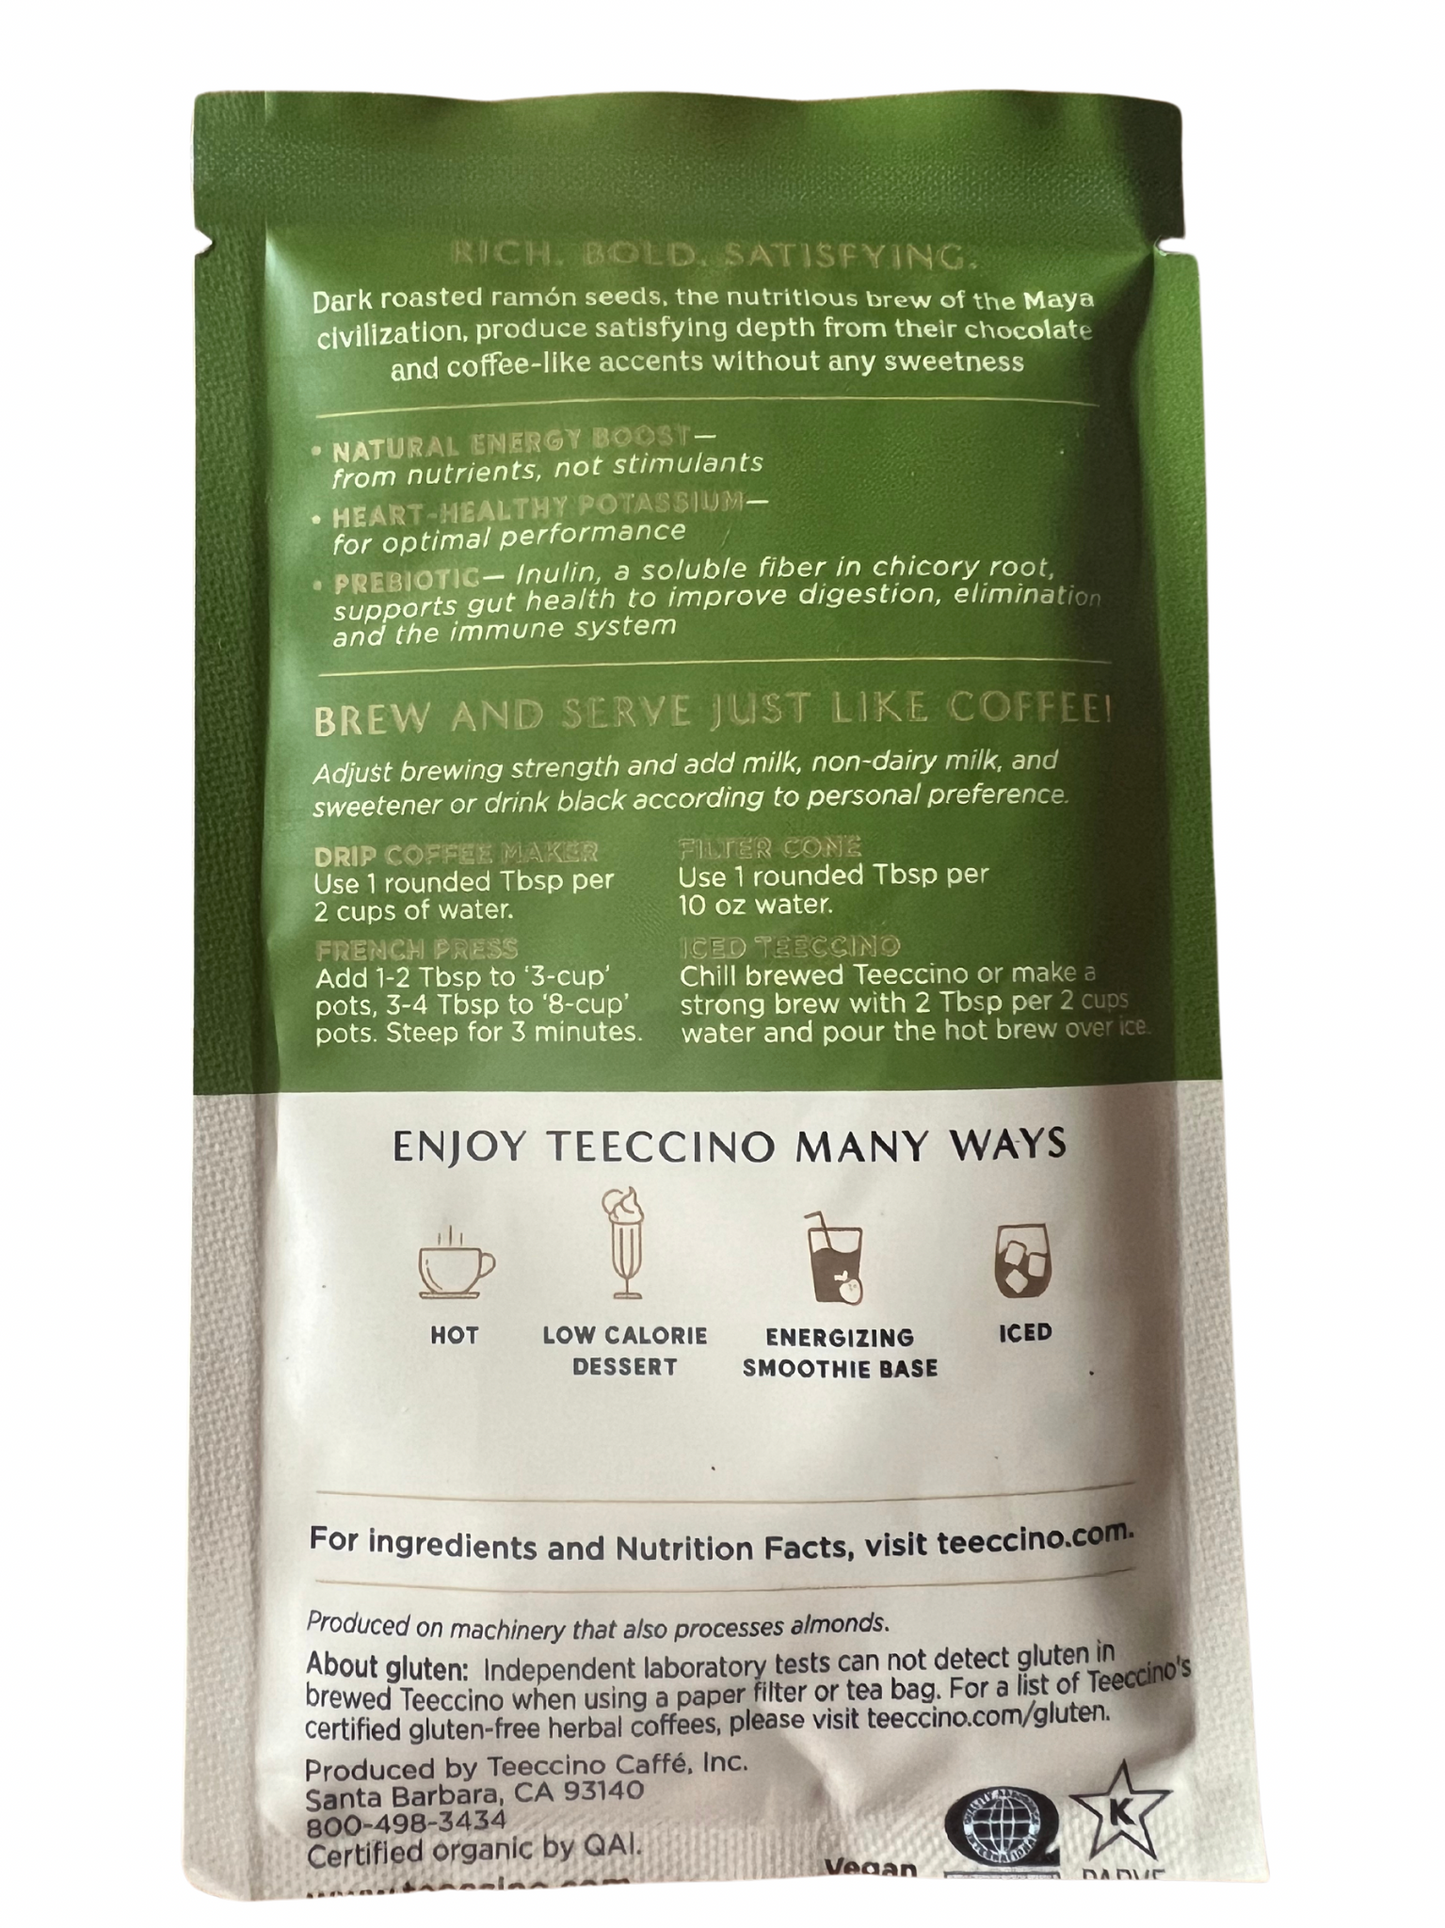 RICH. BOLD. SATISFYING.
Dark roasted ramón seeds, the nutritious brew of the Maya
civilization, produce satisfying depth from their chocolate
and coffee-like accents without any sweetness
• NATURAL ENERGY BOOST—
from nutrients, not stimulants
• HEART-HEALTHY POTASSIUM—
for optimal performance
• PREBIOTIC— Inulin, a soluble fiber in chicory root,
supports gut health to improve digestion, elimination
and the immune system
BREW AND SERVE JUST LIKE COFFEE!
Adjust brewing strength and add milk, non-dairy milk, and
sweetener or drink black according to personal preference.
DRIP COFFEE MAKER
Use 1 rounded Tbsp per
2 cups of water.
FILTER CONE
Use 1 rounded Tbsp per
10 oz water.
FRENCH PRESS
Add 1-2 Tbsp to ‘3-cup’
pots, 3-4 Tbsp to ‘8-cup’
pots. Steep for 3 minutes.
ICED TEECCINO
Chill brewed Teeccino or make a
strong brew with 2 Tbsp per 2 cups
water and pour the hot brew over ice.
ENJOY TEECCINO MANY WAYS
HOT
LOW CALORIE
DESSERT
ENERGIZING
SMOOTHIE BASE
ICED
For ingredients and Nutrition Facts, visit teeccino.com.
Produced on machinery that also processes almonds.
About gluten: Independent laboratory tests can not detect gluten in
brewed Teeccino when using a paper filter or tea bag. For a list of Teeccino's
certified gluten-free herbal coffees, please visit teeccino.com/gluten.
Produced by Teeccino Caffé, Inc.
Santa Barbara, CA 93140
800-498-3434
Certified organic by QAI.
www.teeccino.com
Vegan
K